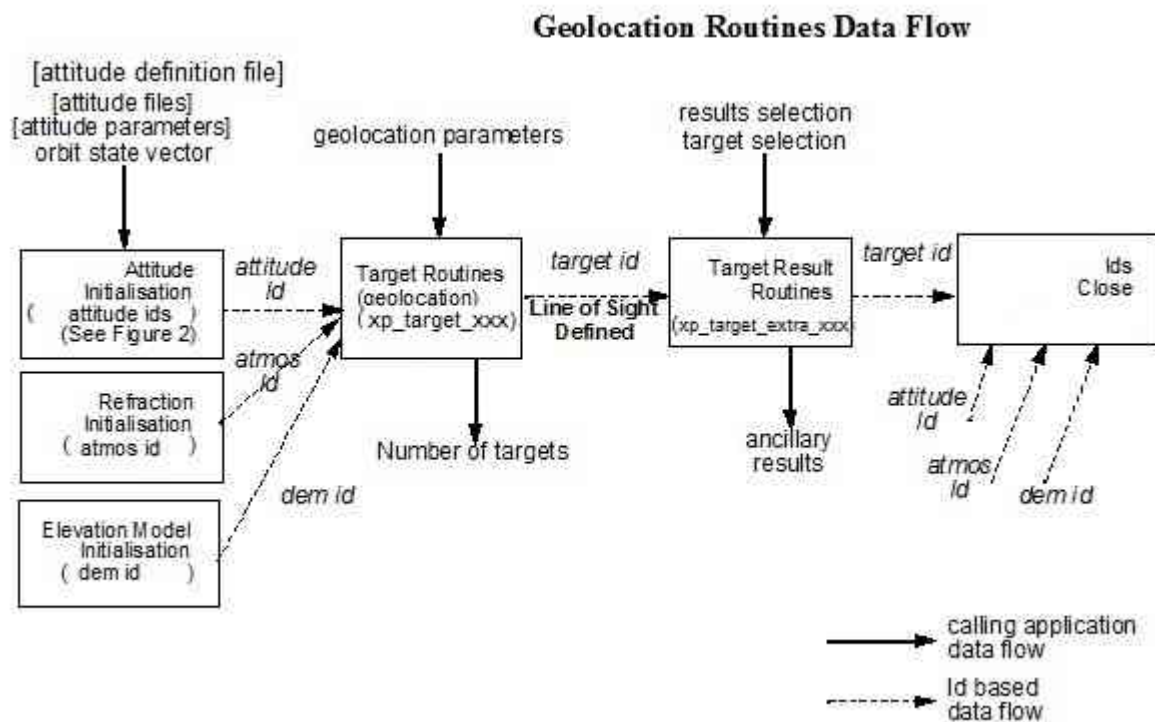 Geolocation Routines Data Flow
[attitude definition file]
[attitude files]
[attitude parameters]
orbit state vector
geolocation parameters
results selection
target selection
Attitude
Initialisation
( attitude ids )
(See Figure 2)
attitude
id
Target Routines
(geolocation)
( xp_target_xxx)
target id
Line of Sight
Defined
Target Result
Routines
(xp_target_extra_xxx)
target id
Ids
Close
atmos
id
Refraction
Initialisation
( atmos id )
Number of targets
ancillary
results
attitude
id
atmos
id
dem id
dem id
Elevation Model
Initialisation
( dem id )
calling application
data flow
Id based
data flow